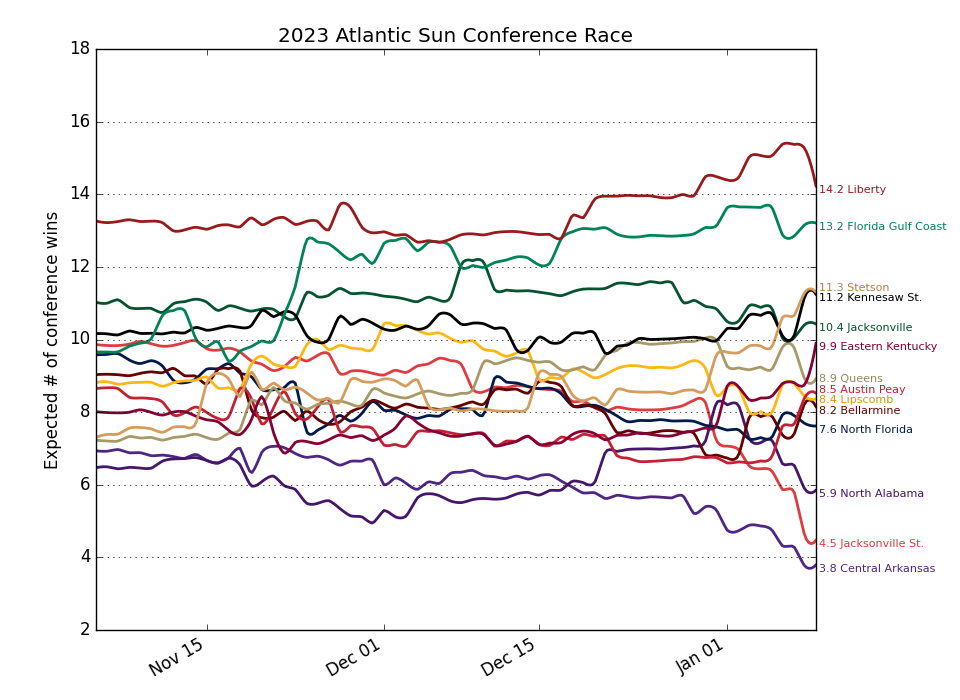 2023 Atlantic Sun Conference Race
Expected # of conference wins
18
16
14
12
10
8
6
4
2
Nov 15
Dec 01
Dec 15
Jan 01
14.2 Liberty
13.2 Florida Gulf Coast
11.3 Stetson
11.2 Kennesaw St.
10.4 Jacksonville
9.9 Eastern Kentucky
8.9 Queens
8.5 Austin Peay
8.4 Lipscomb
8.2 Bellarmine
7.6 North Florida
5.9 North Alabama
4.5 Jacksonville St.
3.8 Central Arkansas